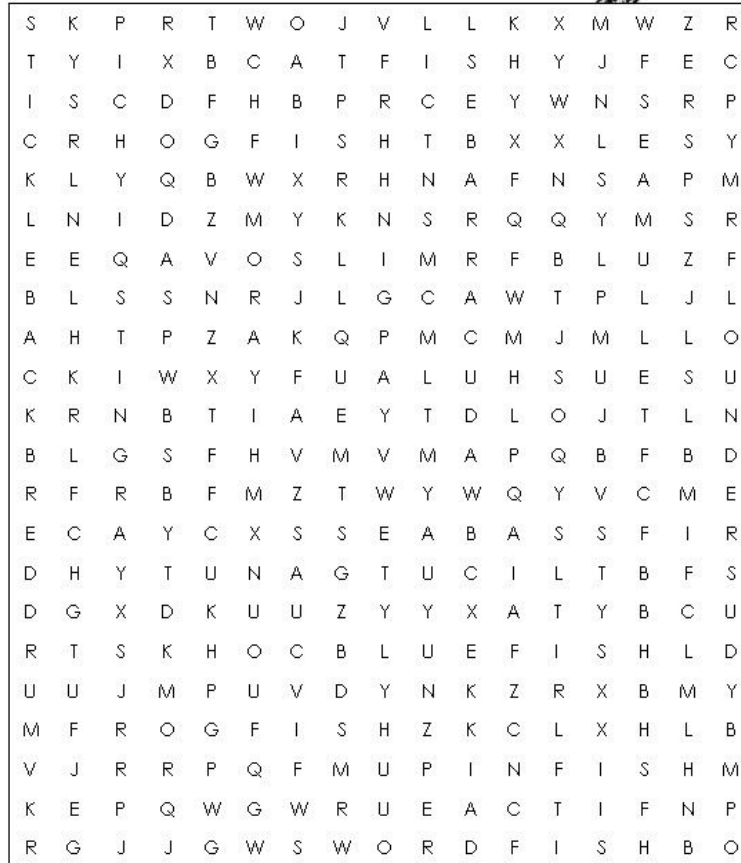 S K P R T W O J V L L K X M W Z R
T Y I X B C A T F I S H Y J F E C
I S C D F H B P R C E Y W N S R P
C R H O G F I S H T B X X L E S Y
K L Y Q B W X R H N A F N S A P M
L N I D Z M Y K N S R Q Q Y M S R
E E Q A V O S L I M R F B L U Z F
B L S S N R J L G C A W T P L J L
A H T P Z A K Q P M C M J M L L O
C K I W X Y F U A L U H S U E S U
K R N B T I A E Y T D L O J T L N
B L G S F H V M V M A P Q B F B D
R F R B F M Z T W Y W Q Y V C M E
E C A Y C X S S E A B A S S F I R
D H Y T U N A G T U C I L T B F S
D G X D K U U Z Y Y X A T Y B C U
R T S K H O C B L U E F I S H L D
U U J M P U V D Y N K Z R X B M Y
M F R O G F I S H Z K C L X H L B
V J R R P Q F M U P I N F I S H M
K E P Q W G W R U E A C T I F N P
R G J J G W S W O R D F I S H B O